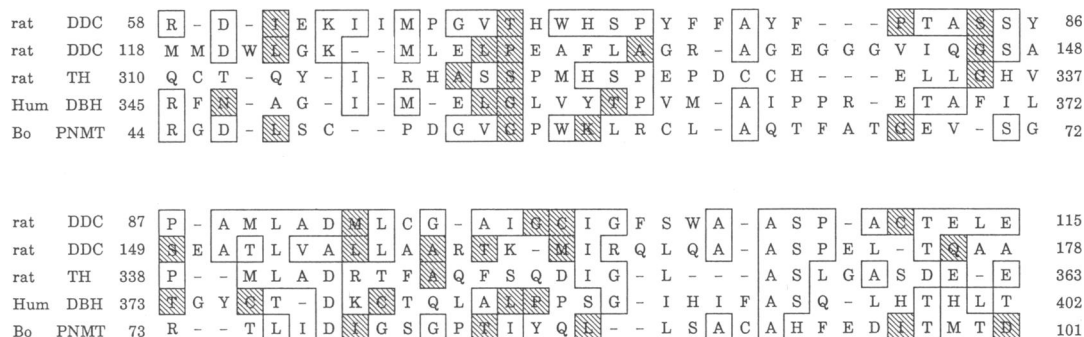 rat DDC 58 R - D - I E K I I M P G V T H W H S P Y F F A Y F - - - P T A S S Y 86
rat DDC 118 M M D W L G K - - M L E L P E A F L A G R - A G E G G G V I Q G S A 148
rat TH 310 Q C T - Q Y - I - R H A S S P M H S P E P D C C H - - - E L L G H V 337
Hum DBH 345 R F N - A G - I - M - E L G L V Y T P V M - A I P P R - E T A F I L 372
Bo PNMT 44 R G D - L S C - - P D G V G P W K L R C L - A Q T F A T G E V - S G 72
rat DDC 87 P - A M L A D M L C G - A I G C I G F S W A - A S P - A C T E L E 115
rat DDC 149 S E A T L V A L L A A R T K - M I R Q L Q A - A S P E L - T Q A A 178
rat TH 338 P - - M L A D R T F A Q F S Q D I G - L - - - A S L G A S D E - E 363
Hum DBH 373 T G Y C T - D K C T Q L A L P P S G - I H I F A S Q - L H T H L T 402
Bo PNMT 73 R - - T L I D I G S G P T I Y Q L - - L S A C A H F E D I T M T D 101